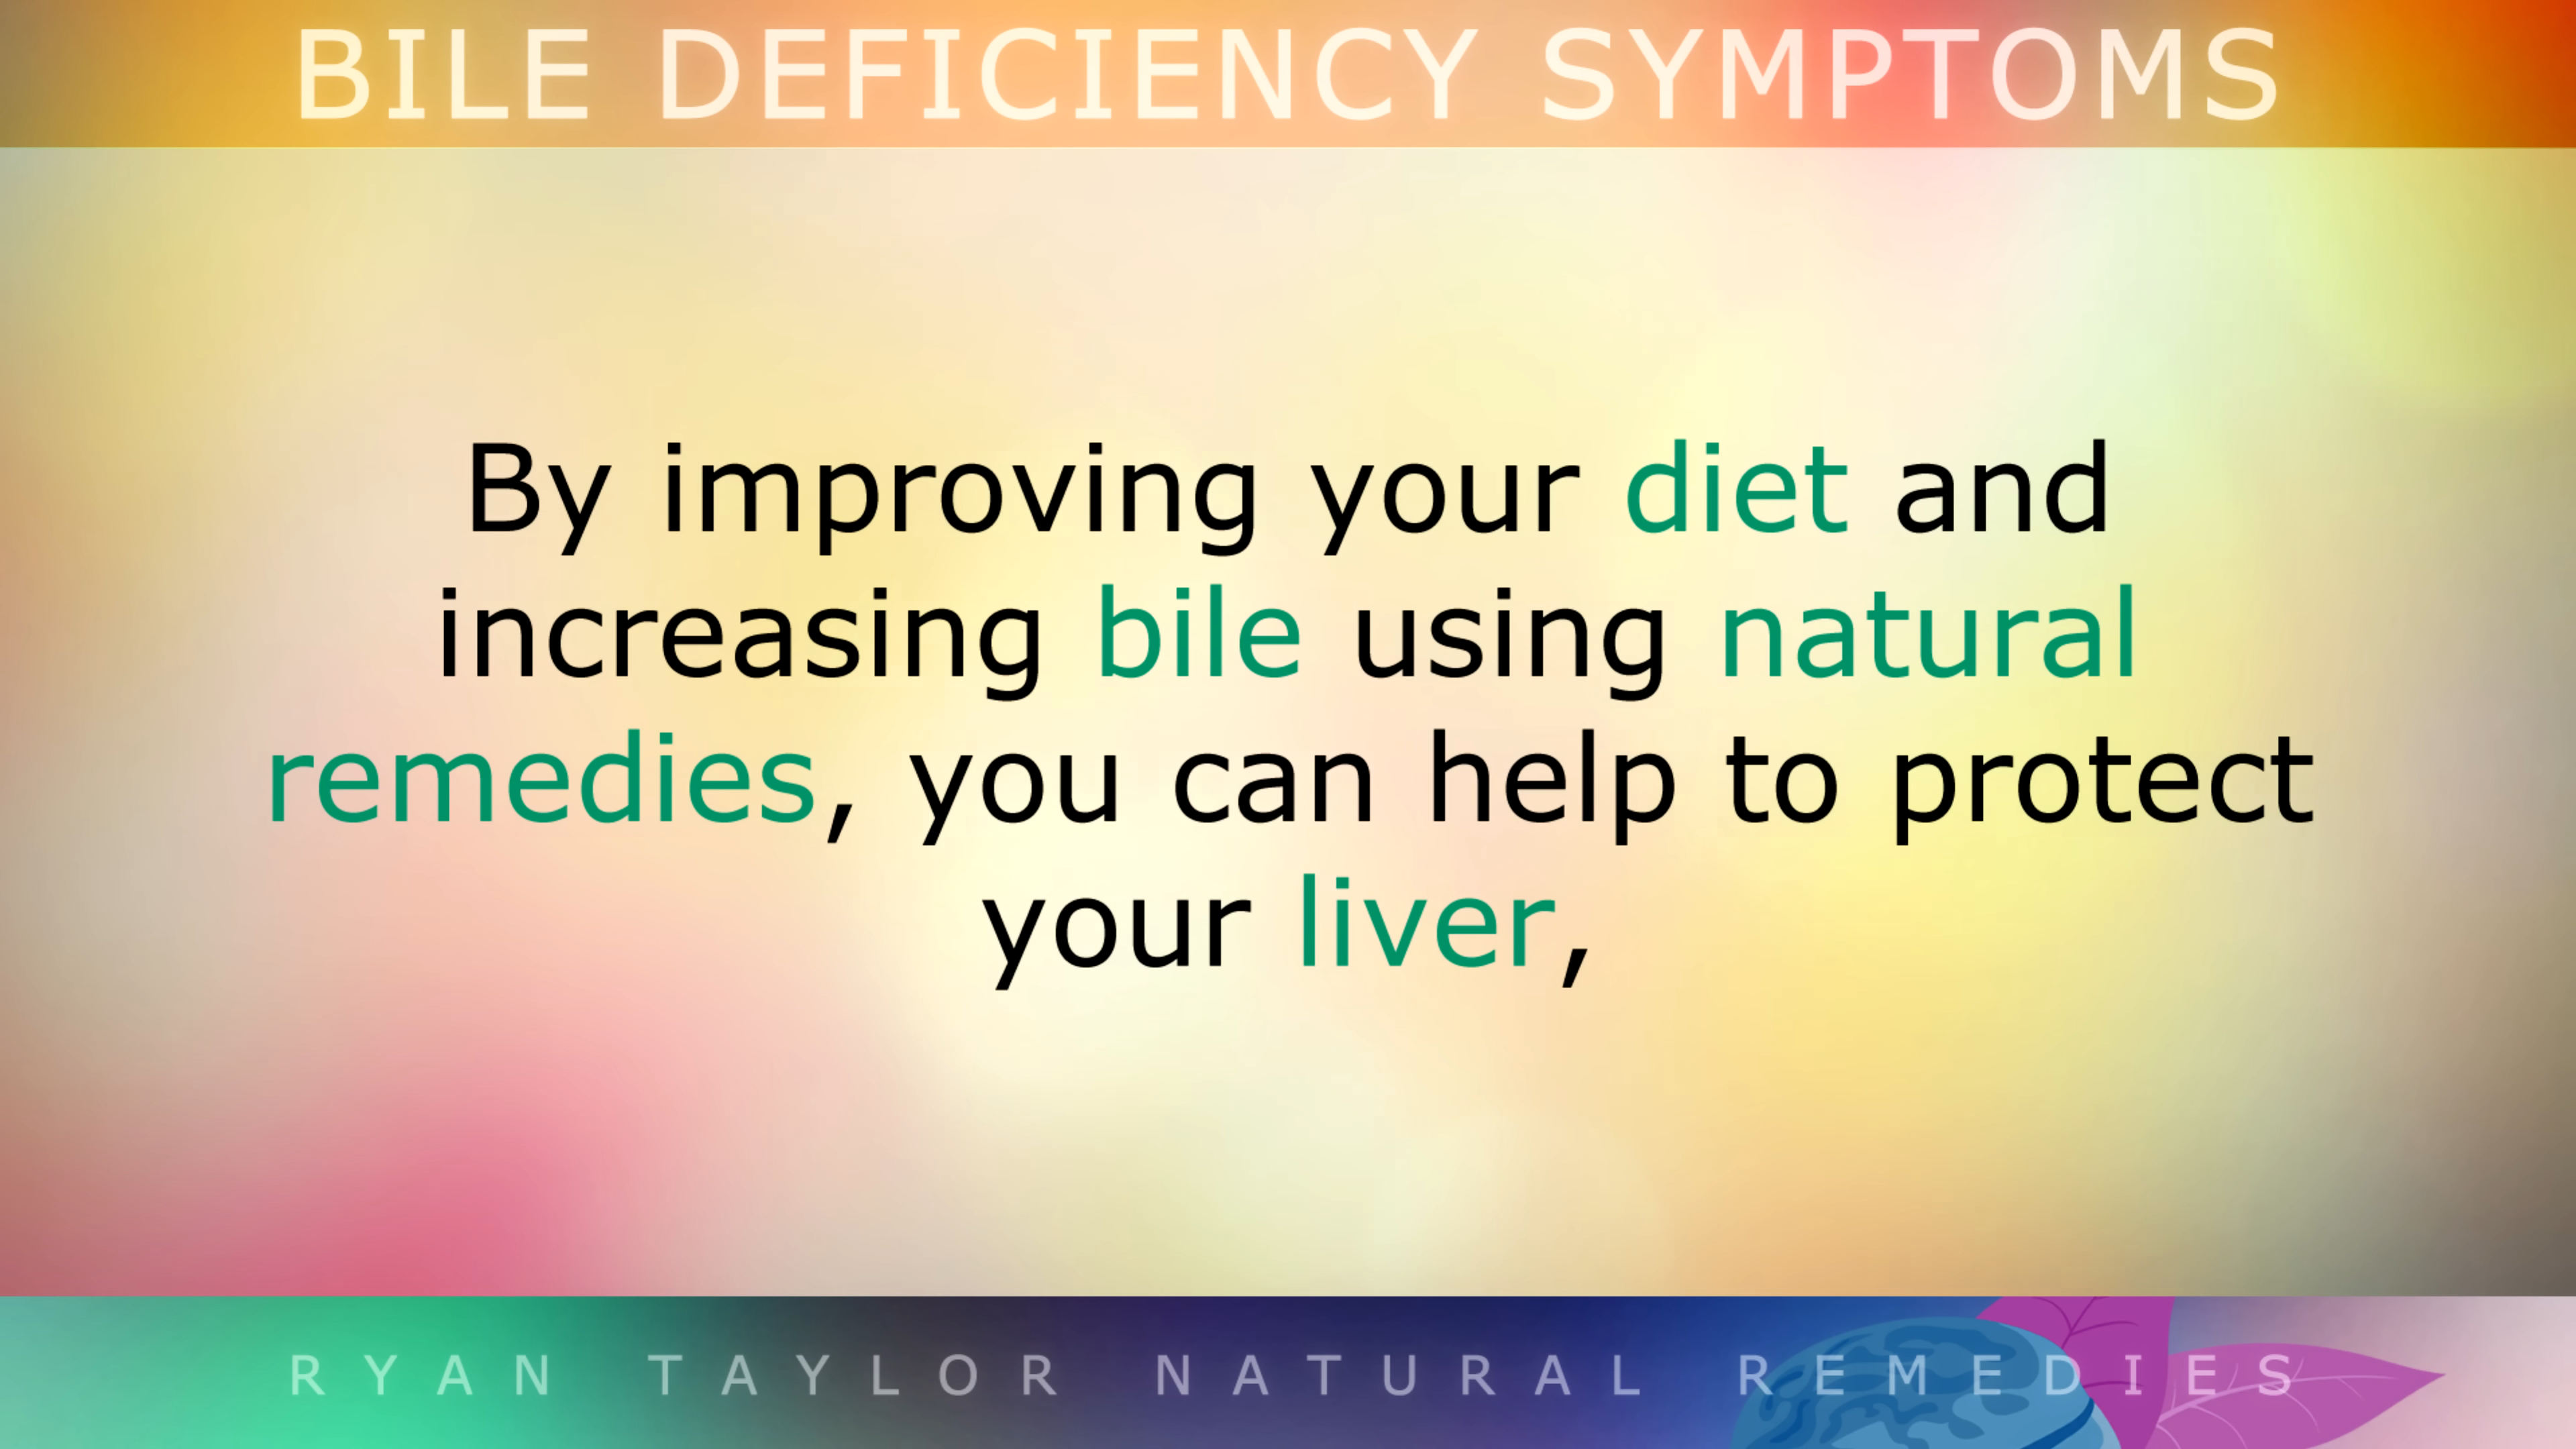 BILE DEFICIENCY SYMPTOMS
By improving your diet and
increasing bile using natural
remedies, you can help to protect
your liver,
RYAN TAYLOR NATURAL REMEDIES